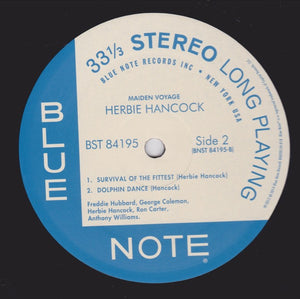 33⅓ STEREO LONG PLAYING
BLUE NOTE RECORDS INC • NEW YORK USA
MAIDEN VOYAGE
HERBIE HANCOCK
BST 84195
Side 2
(BNST-84195-B)
1. SURVIVAL OF THE FITTEST (Herbie Hancock)
2. DOLPHIN DANCE (Hancock)
Freddie Hubbard, George Coleman,
Herbie Hancock, Ron Carter,
Anthony Williams.
BLUE
NOTE